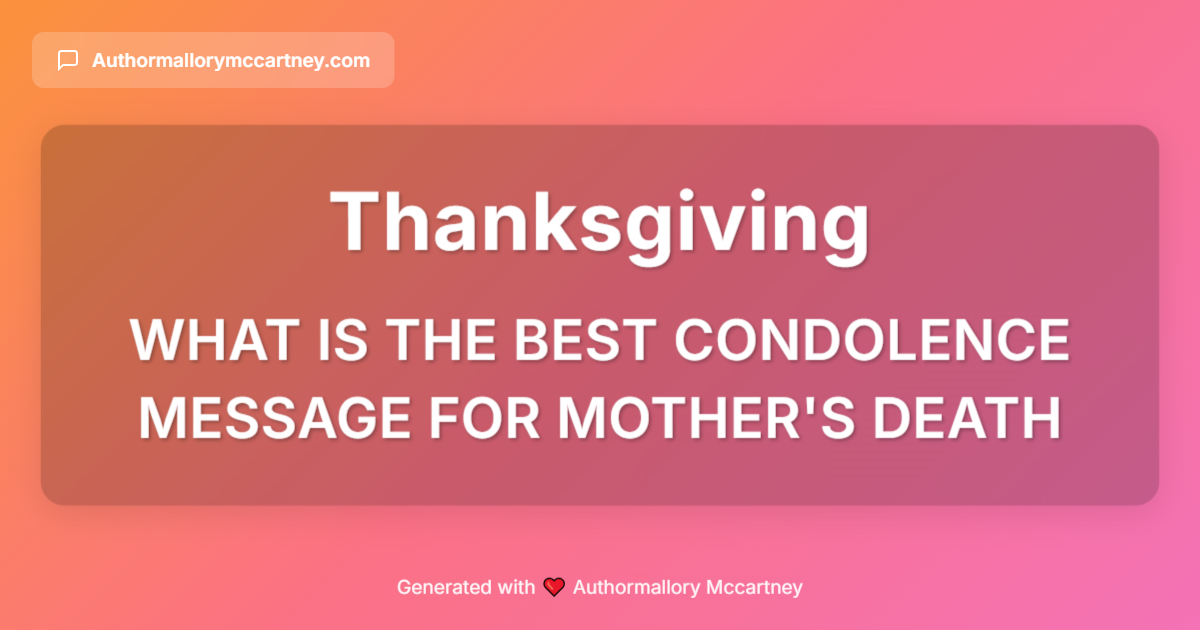 Authormallorymccartney.com
Thanksgiving
WHAT IS THE BEST CONDOLENCE
MESSAGE FOR MOTHER'S DEATH
Generated with ❤️ Authormallory Mccartney